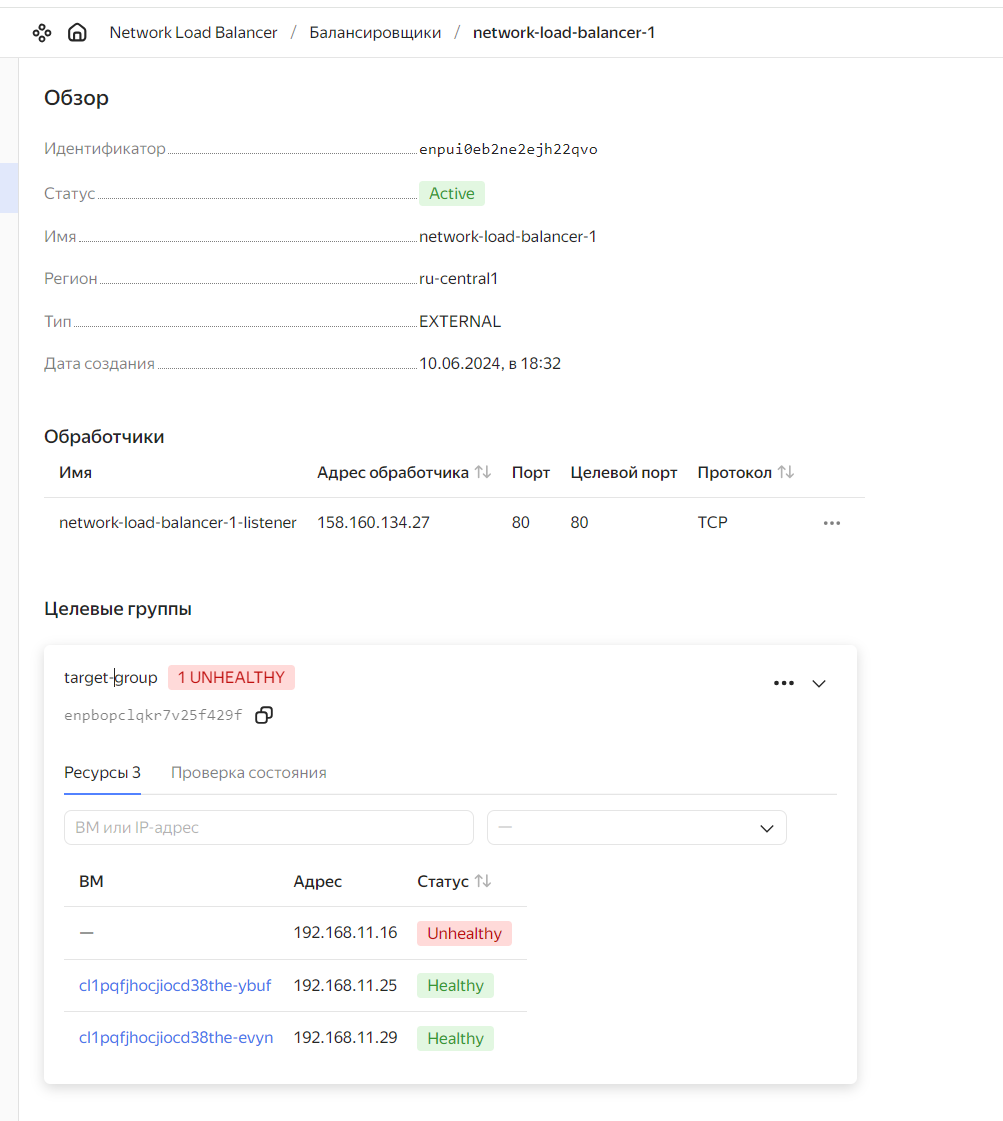 Network Load Balancer / Балансировщики / network-load-balancer-1
Обзор
Идентификатор enpui0eb2ne2ejh22qvo
Статус Active
Имя network-load-balancer-1
Регион ru-central1
Тип EXTERNAL
Дата создания 10.06.2024, в 18:32
Обработчики
Имя Адрес обработчика Порт Целевой порт Протокол
network-load-balancer-1-listener 158.160.134.27 80 80 TCP
Целевые группы
target-group 1 UNHEALTHY
enpbopclqkr7v25f429f
Ресурсы 3 Проверка состояния
ВМ или IP-адрес —
ВМ Адрес Статус
— 192.168.11.16 Unhealthy
cl1pqfjhocjiocd38the-ybuf 192.168.11.25 Healthy
cl1pqfjhocjiocd38the-evyn 192.168.11.29 Healthy